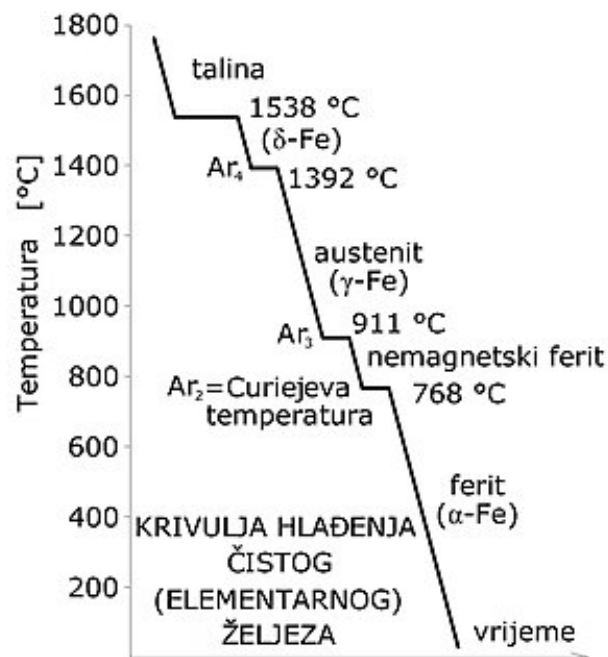 1800
talina
1600
1538 °C
(δ-Fe)
1400
Ar₄
1392 °C
1200
austenit
(γ-Fe)
1000
Ar₃
911 °C
nemagnetski ferit
800
Ar₂=Curiejeva
temperatura
768 °C
600
ferit
(α-Fe)
400
KRIVULJA HLAĐENJA
ČISTOG
(ELEMENTARNOG)
ŽELJEZA
200
vrijeme
Temperatura [°C]